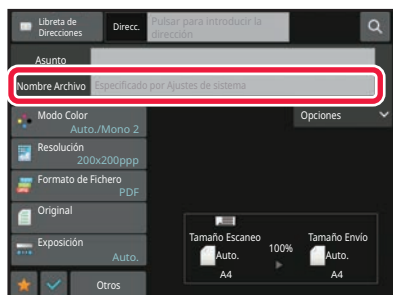 Libreta de
Direcciones
Direcc.
Pulsar para introducir la
dirección
Asunto
Nombre Archivo
Especificado por Ajustes de sistema
Modo Color
Auto./Mono 2
Opciones
Resolución
200x200ppp
Formato de Fichero
PDF
Original
Exposición
Auto.
Tamaño Escaneo
Auto.
A4
100%
Tamaño Envío
Auto.
A4
Otros